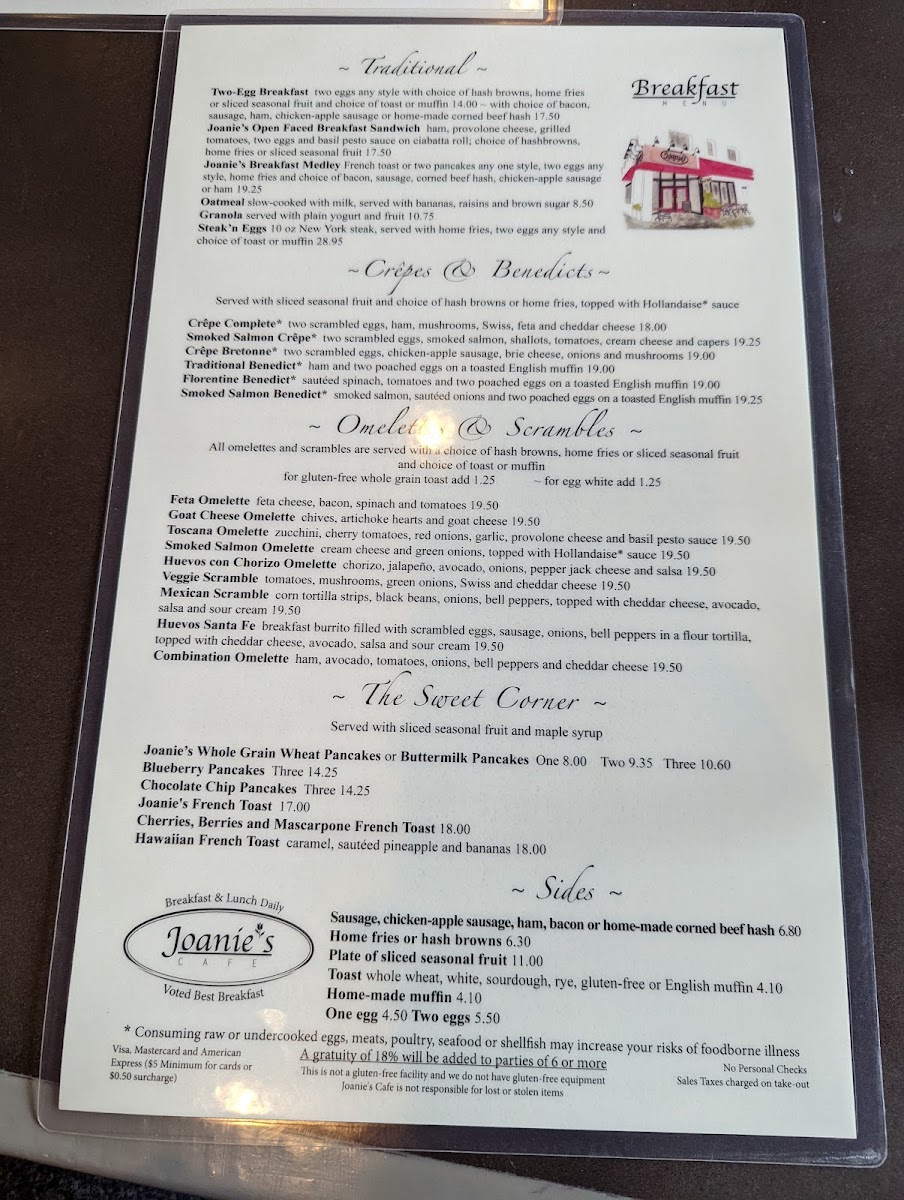 ~ Traditional ~
Breakfast
MENU
Two-Egg Breakfast two eggs any style with choice of hash browns, home fries
or sliced seasonal fruit and choice of toast or muffin 14.00 ~ with choice of bacon,
sausage, ham, chicken-apple sausage or home-made corned beef hash 17.50
Joanie's Open Faced Breakfast Sandwich ham, provolone cheese, grilled
tomatoes, two eggs and basil pesto sauce on ciabatta roll; choice of hashbrowns,
home fries or sliced seasonal fruit 17.50
Joanie's Breakfast Medley French toast or two pancakes any one style, two eggs any
style, home fries and choice of bacon, sausage, corned beef hash, chicken-apple sausage
or ham 19.25
Oatmeal slow-cooked with milk, served with bananas, raisins and brown sugar 8.50
Granola served with plain yogurt and fruit 10.75
Steak'n Eggs 10 oz New York steak, served with home fries, two eggs any style and
choice of toast or muffin 28.95
~ Crêpes & Benedicts ~
Served with sliced seasonal fruit and choice of hash browns or home fries, topped with Hollandaise* sauce
Crêpe Complete* two scrambled eggs, ham, mushrooms, Swiss, feta and cheddar cheese 18.00
Smoked Salmon Crêpe* two scrambled eggs, smoked salmon, shallots, tomatoes, cream cheese and capers 19.25
Crêpe Bretonne* two scrambled eggs, chicken-apple sausage, brie cheese, onions and mushrooms 19.00
Traditional Benedict* ham and two poached eggs on a toasted English muffin 19.00
Florentine Benedict* sautéed spinach, tomatoes and two poached eggs on a toasted English muffin 19.00
Smoked Salmon Benedict* smoked salmon, sautéed onions and two poached eggs on a toasted English muffin 19.25
~ Omelettes & Scrambles ~
All omelettes and scrambles are served with a choice of hash browns, home fries or sliced seasonal fruit
and choice of toast or muffin
for gluten-free whole grain toast add 1.25 ~ for egg white add 1.25
Feta Omelette feta cheese, bacon, spinach and tomatoes 19.50
Goat Cheese Omelette chives, artichoke hearts and goat cheese 19.50
Toscana Omelette zucchini, cherry tomatoes, red onions, garlic, provolone cheese and basil pesto sauce 19.50
Smoked Salmon Omelette cream cheese and green onions, topped with Hollandaise* sauce 19.50
Huevos con Chorizo Omelette chorizo, jalapeño, avocado, onions, pepper jack cheese and salsa 19.50
Veggie Scramble tomatoes, mushrooms, green onions, Swiss and cheddar cheese 19.50
Mexican Scramble corn tortilla strips, black beans, onions, bell peppers, topped with cheddar cheese, avocado,
salsa and sour cream 19.50
Huevos Santa Fe breakfast burrito filled with scrambled eggs, sausage, onions, bell peppers in a flour tortilla,
topped with cheddar cheese, avocado, salsa and sour cream 19.50
Combination Omelette ham, avocado, tomatoes, onions, bell peppers and cheddar cheese 19.50
~ The Sweet Corner ~
Served with sliced seasonal fruit and maple syrup
Joanie's Whole Grain Wheat Pancakes or Buttermilk Pancakes One 8.00 Two 9.35 Three 10.60
Blueberry Pancakes Three 14.25
Chocolate Chip Pancakes Three 14.25
Joanie's French Toast 17.00
Cherries, Berries and Mascarpone French Toast 18.00
Hawaiian French Toast caramel, sautéed pineapple and bananas 18.00
~ Sides ~
Sausage, chicken-apple sausage, ham, bacon or home-made corned beef hash 6.80
Home fries or hash browns 6.30
Plate of sliced seasonal fruit 11.00
Toast whole wheat, white, sourdough, rye, gluten-free or English muffin 4.10
Home-made muffin 4.10
One egg 4.50 Two eggs 5.50
Breakfast & Lunch Daily
Joanie's
CAFE
Voted Best Breakfast
* Consuming raw or undercooked eggs, meats, poultry, seafood or shellfish may increase your risks of foodborne illness
Visa, Mastercard and American
Express ($5 Minimum for cards or
$0.50 surcharge)
A gratuity of 18% will be added to parties of 6 or more
This is not a gluten-free facility and we do not have gluten-free equipment
Joanie's Cafe is not responsible for lost or stolen items
No Personal Checks
Sales Taxes charged on take-out